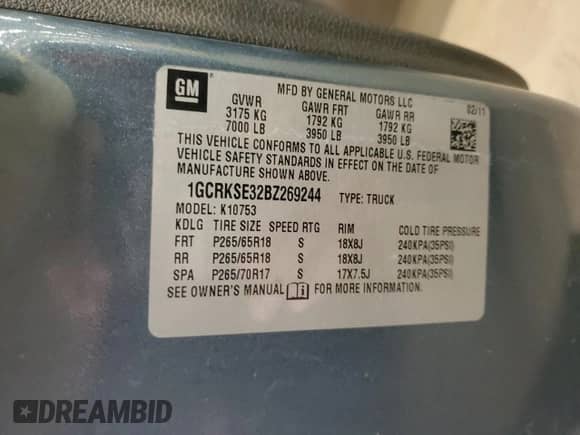 GM
MFD BY GENERAL MOTORS LLC
02/11
GVWR GAWR FRT GAWR RR
3175 KG 1792 KG 1792 KG
7000 LB 3950 LB 3950 LB
THIS VEHICLE CONFORMS TO ALL APPLICABLE U.S. FEDERAL MOTOR
VEHICLE SAFETY STANDARDS IN EFFECT ON THE DATE OF
MANUFACTURE SHOWN ABOVE.
1GCRKSE32BZ269244 TYPE: TRUCK
MODEL: K10753
KDLG TIRE SIZE SPEED RTG RIM COLD TIRE PRESSURE
FRT P265/65R18 S 18X8J 240KPA(35PSI)
RR P265/65R18 S 18X8J 240KPA(35PSI)
SPA P265/70R17 S 17X7.5J 240KPA(35PSI)
SEE OWNER'S MANUAL FOR MORE INFORMATION.
DREAMBID